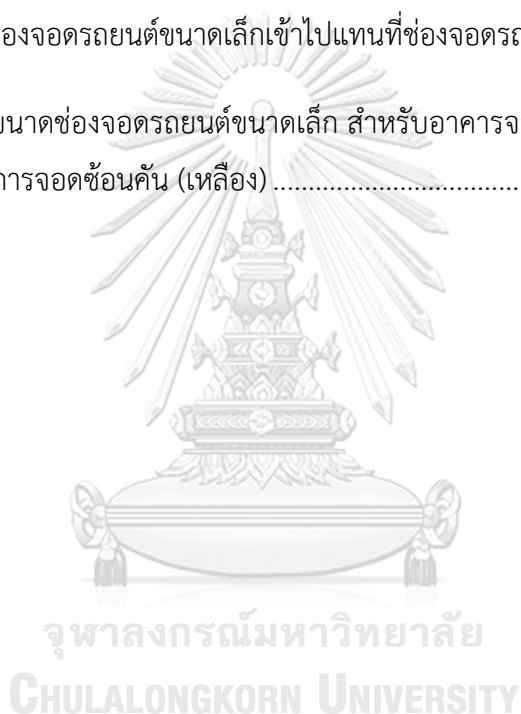 องจอดรถยนต์ขนาดเล็กเข้าไปแทนที่ช่องจอดรถ
ขนาดช่องจอดรถยนต์ขนาดเล็ก สำหรับอาคารจ
การจอดซ้อนคัน (เหลือง)...................................
จุฬาลงกรณ์มหาวิทยาลัย
CHULALONGKORN UNIVERSITY